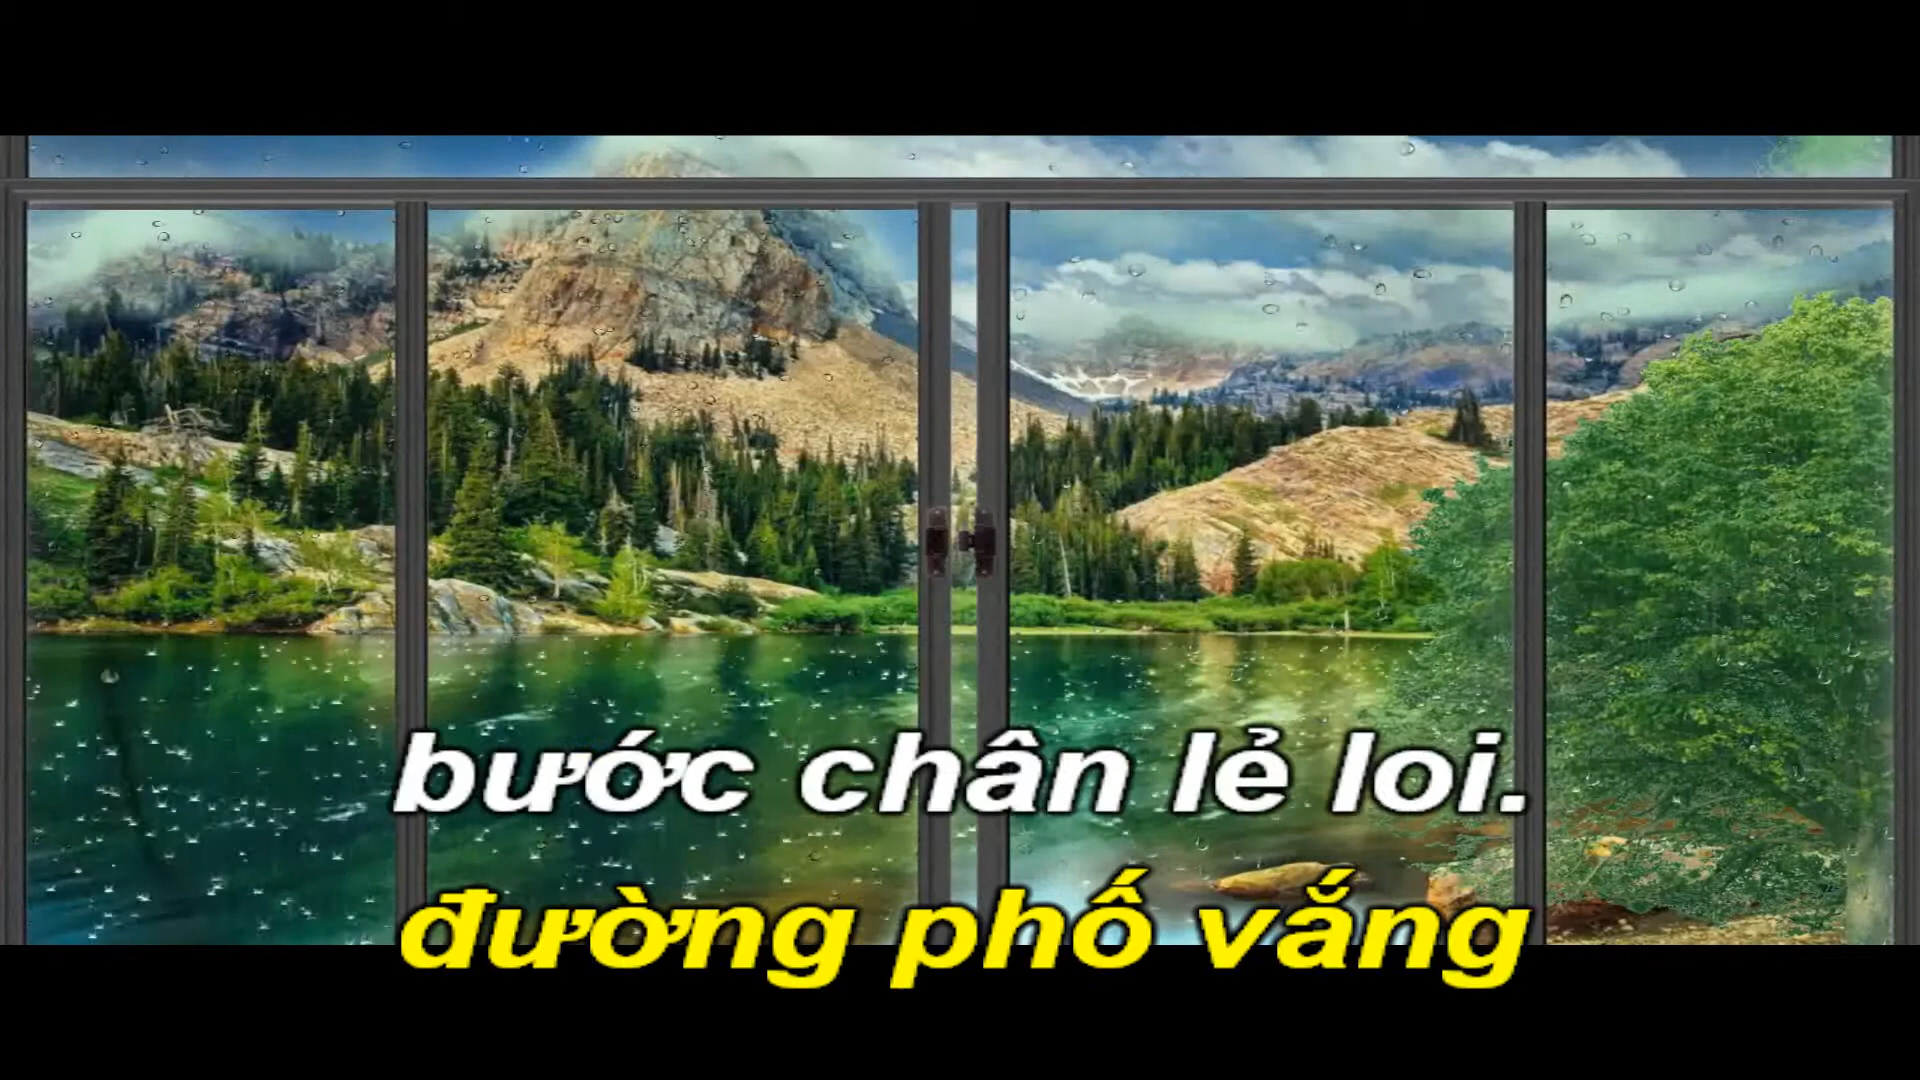 bước chân lẻ loi.
đường phố vắng